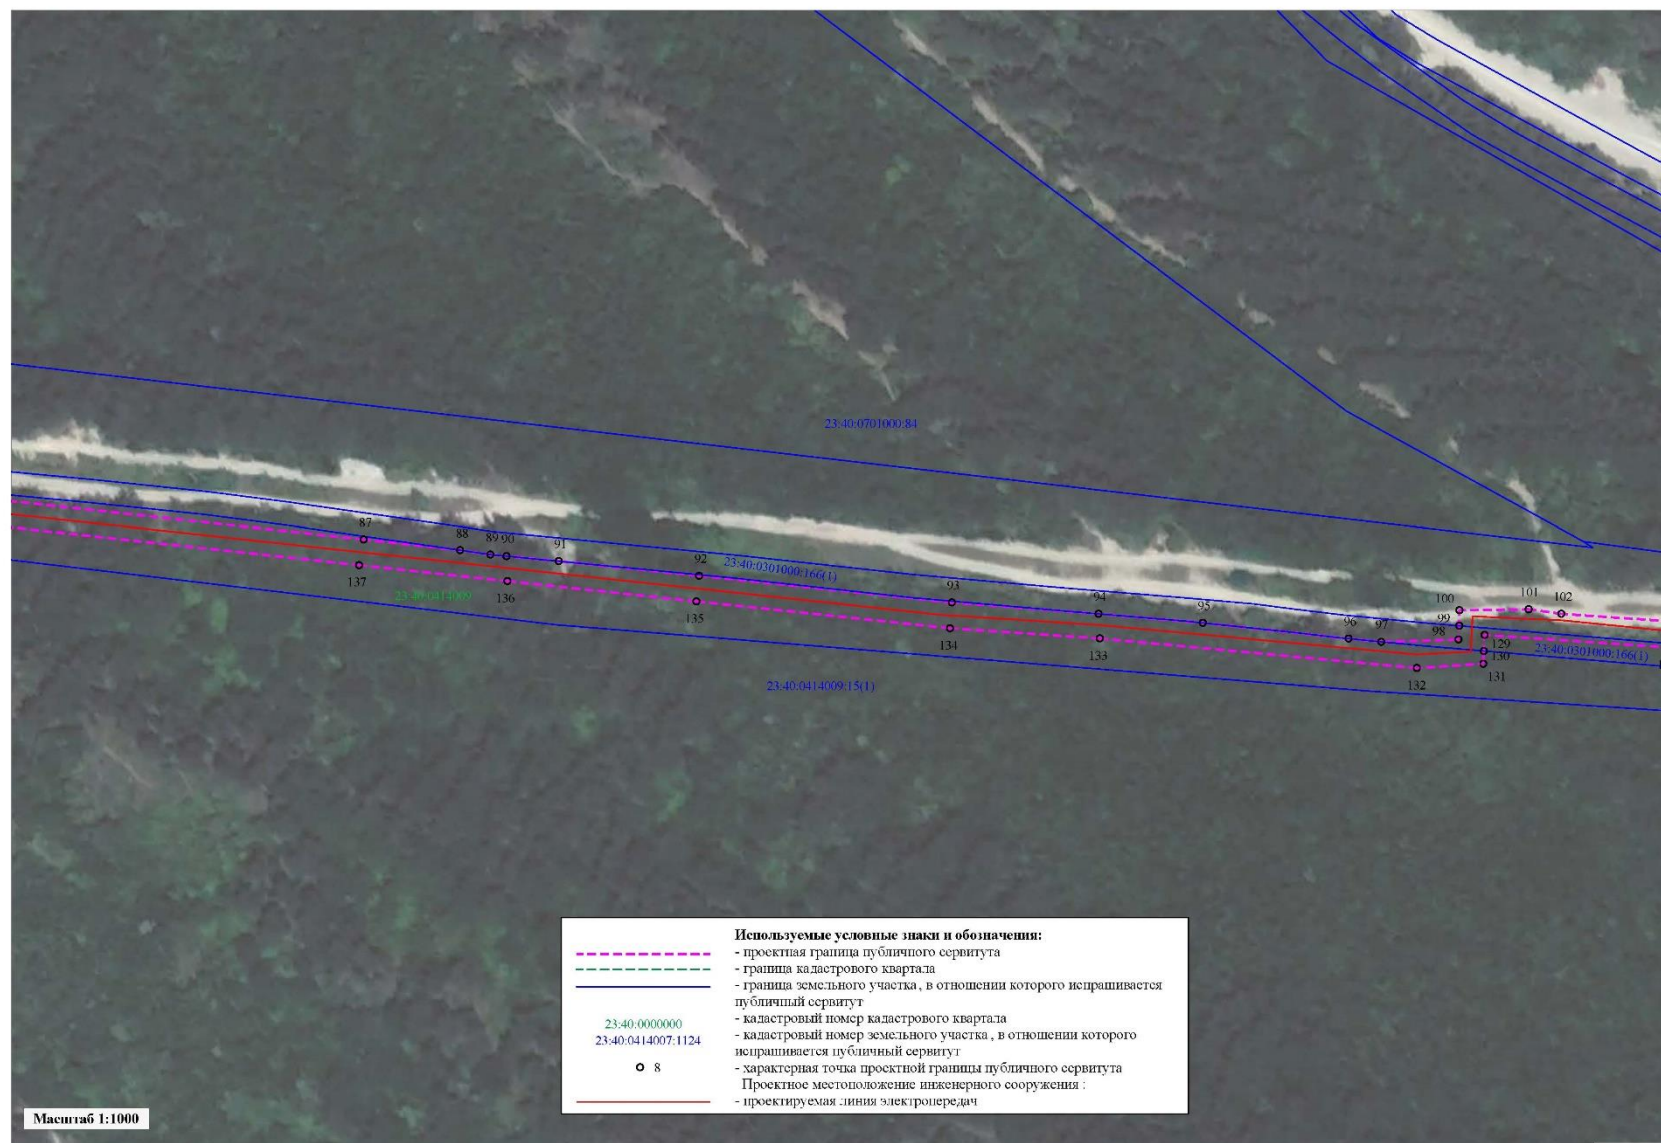 23:40:0701000:84
87
88
89 90
91
92
23:40:0301000:166(1)
93
94
95
96
97
98
99
100
101
102
129
130
131
23:40:0301000:166(1)
132
133
134
135
136
137
23:40:0414009
23:40:0414009:15(1)
Используемые условные знаки и обозначения:
- проектная граница публичного сервитута
- граница кадастрового квартала
- граница земельного участка, в отношении которого испрашивается
публичный сервитут
23:40:0000000 - кадастровый номер кадастрового квартала
23:40:0414007:1124 - кадастровый номер земельного участка, в отношении которого
испрашивается публичный сервитут
8 - характерная точка проектной границы публичного сервитута
Проектное местоположение инженерного сооружения :
- проектируемая линия электропередач
Масштаб 1:1000